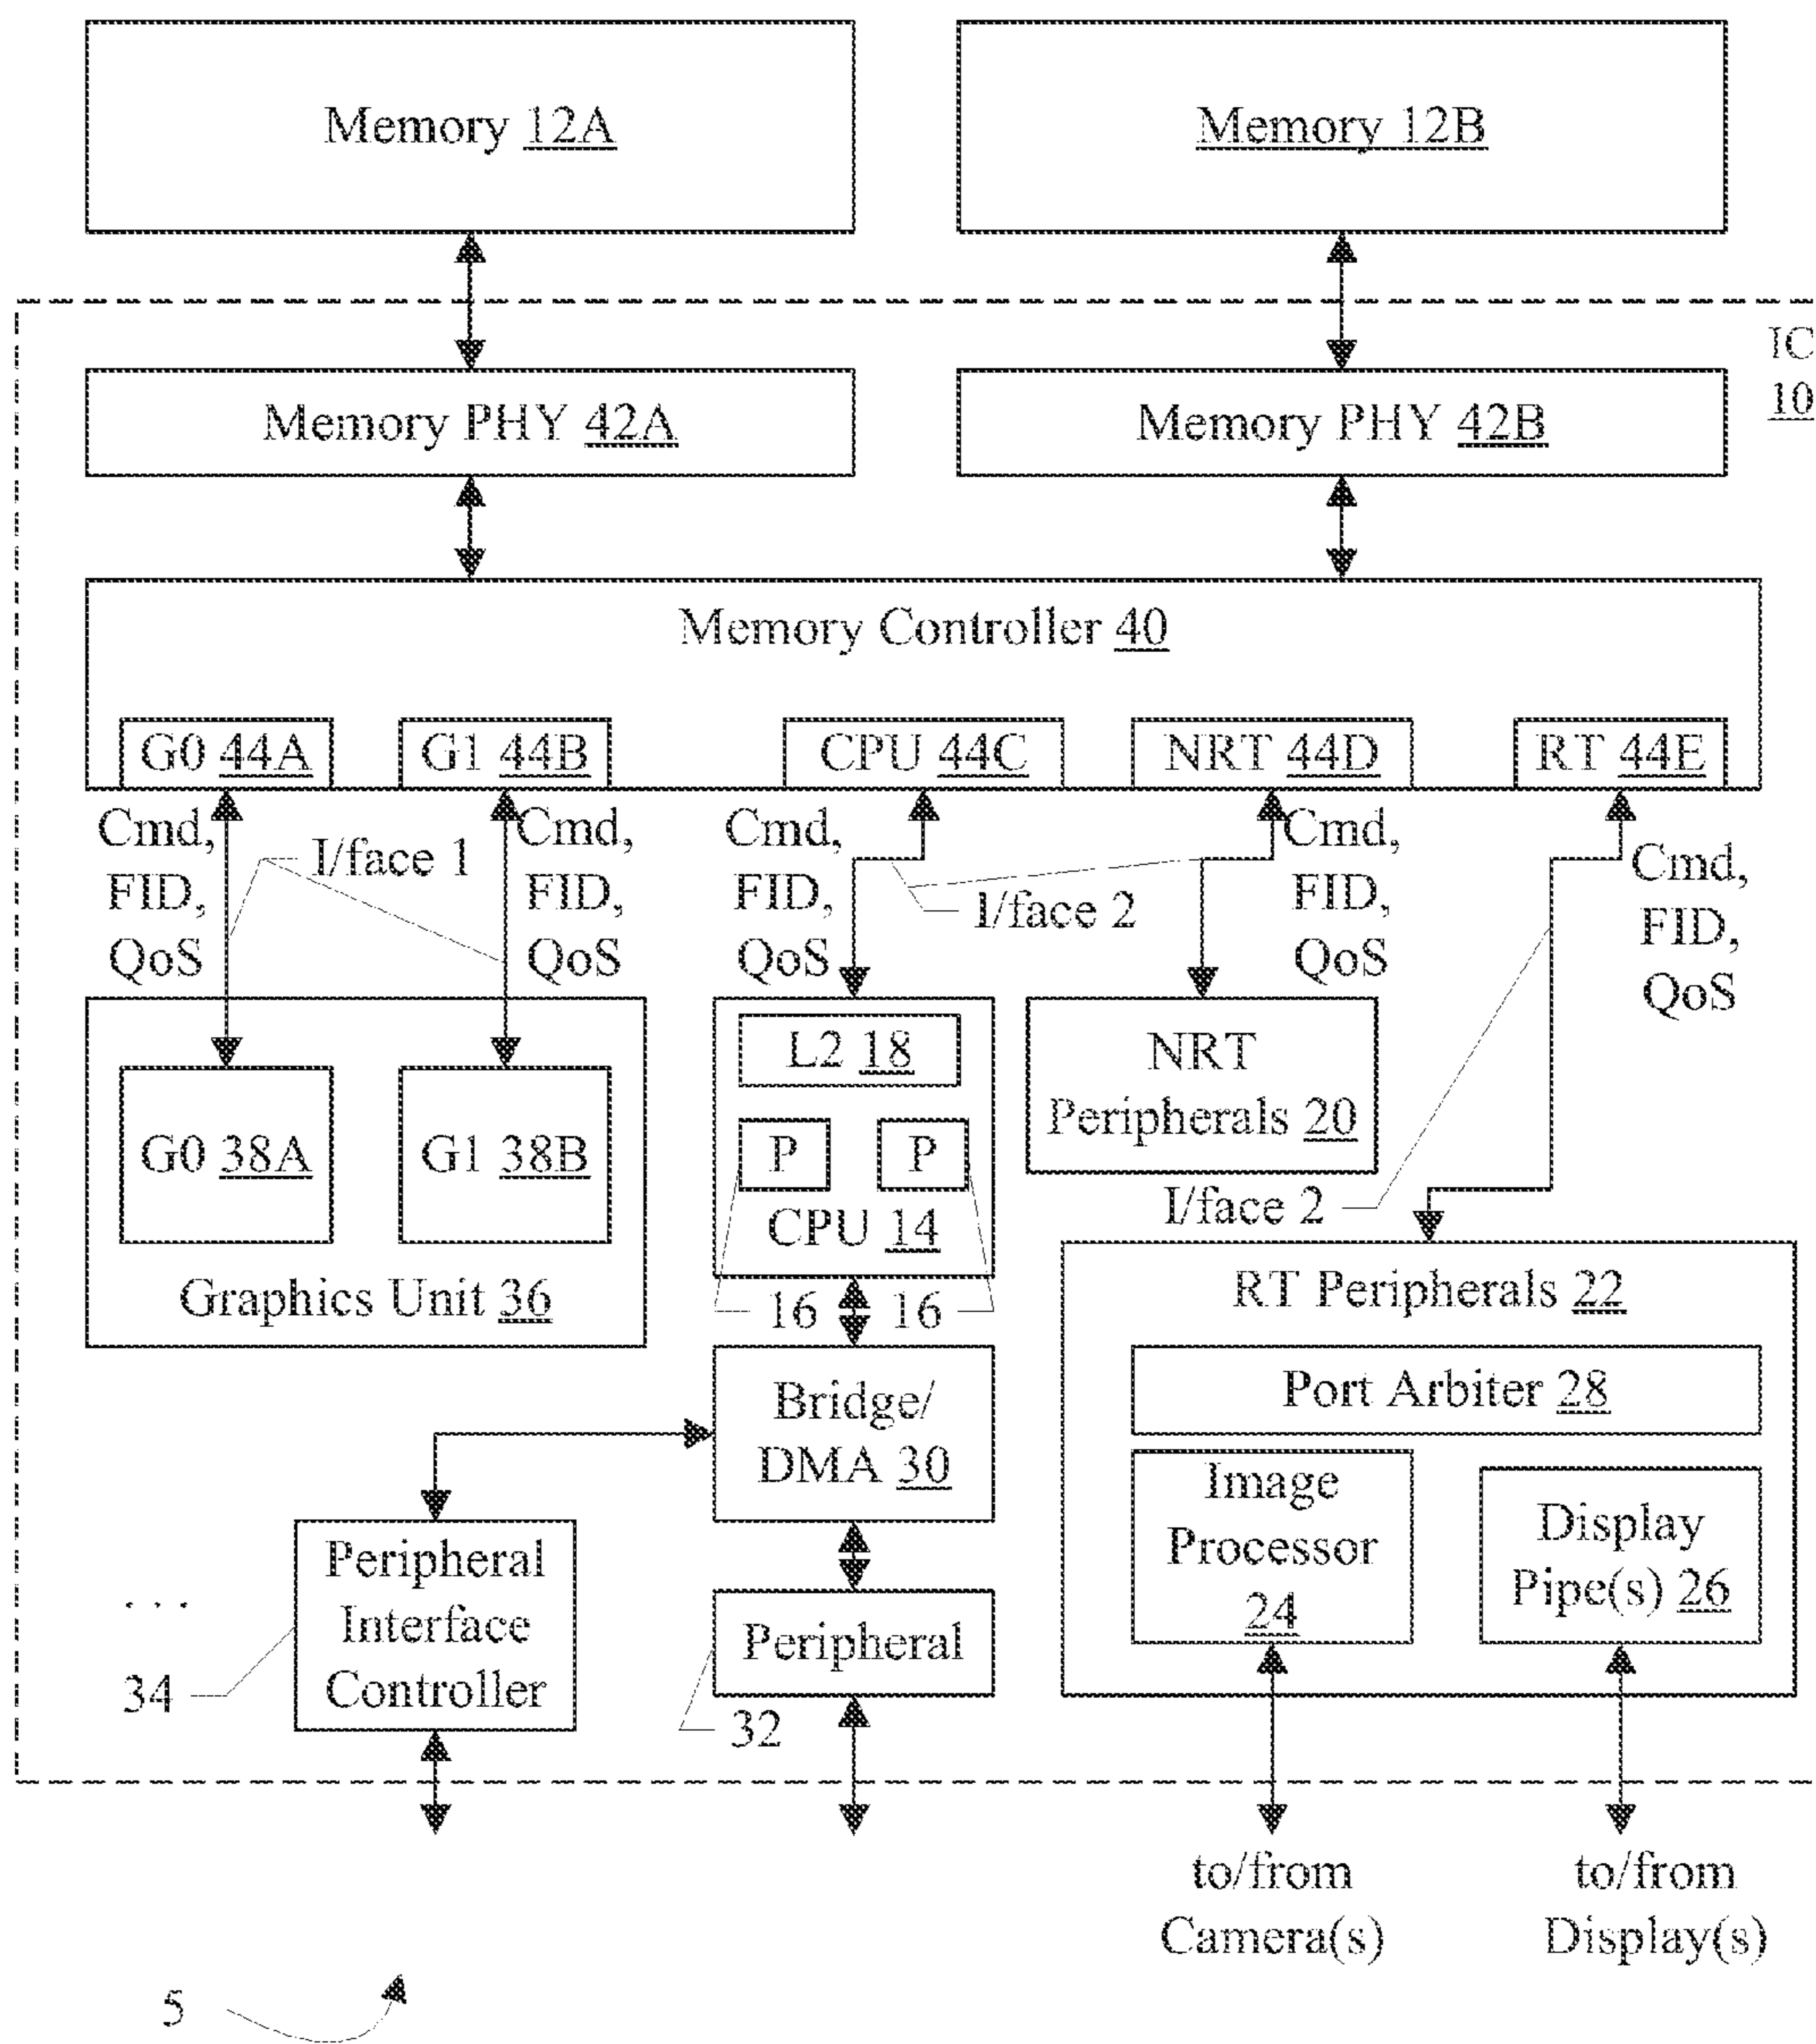 Memory 12A
Memory 12B
IC
10
Memory PHY 42A
Memory PHY 42B
Memory Controller 40
G0 44A
G1 44B
CPU 44C
NRT 44D
RT 44E
Cmd,
FID,
QoS
I/face 1
Cmd,
FID,
QoS
Cmd,
FID,
QoS
I/face 2
Cmd,
FID,
QoS
Cmd,
FID,
QoS
G0 38A
G1 38B
Graphics Unit 36
L2 18
P
P
CPU 14
16
16
NRT
Peripherals 20
I/face 2
RT Peripherals 22
Port Arbiter 28
Image
Processor
24
Display
Pipe(s) 26
Bridge/
DMA 30
. . .
34
Peripheral
Interface
Controller
Peripheral
32
to/from
Camera(s)
to/from
Display(s)
5